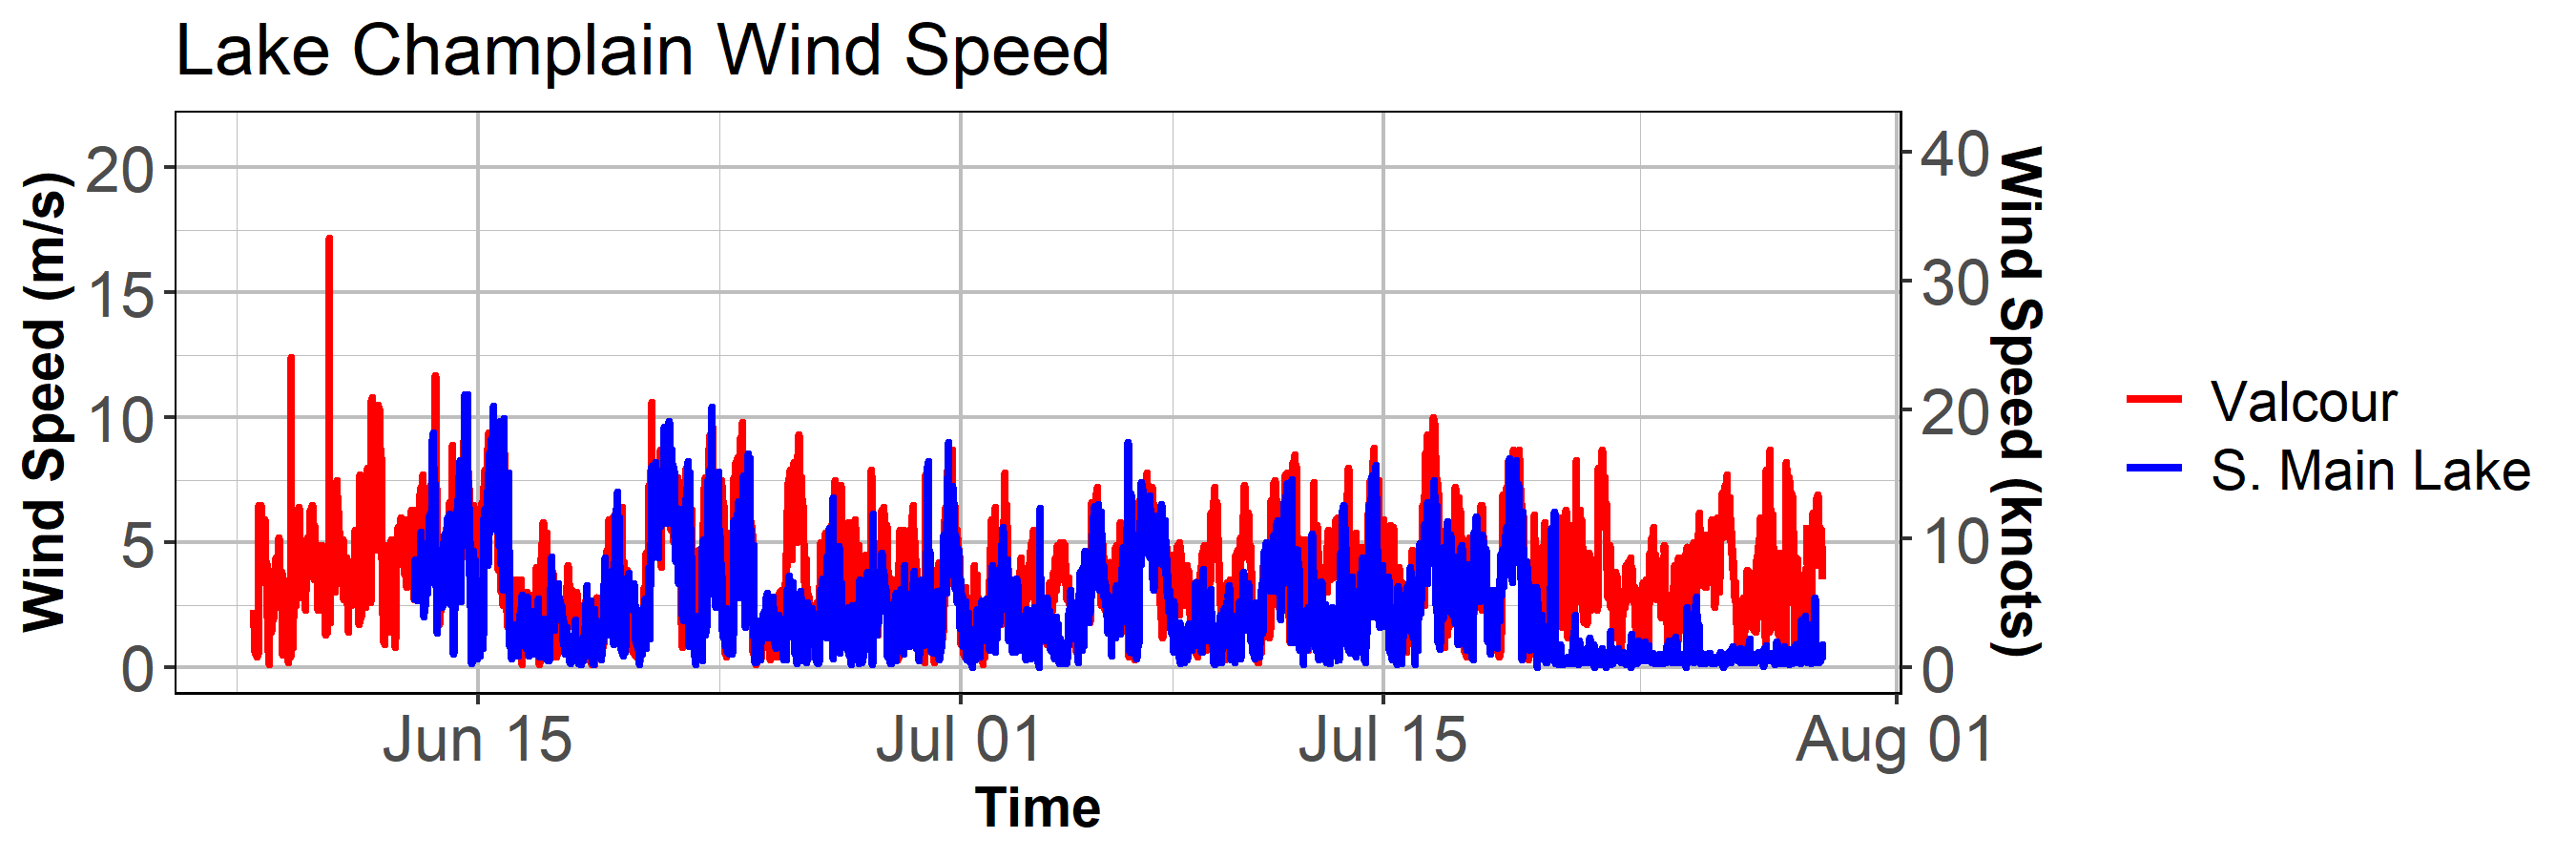 Lake Champlain Wind Speed
Wind Speed (m/s)
20
15
10
5
0
40
30
20
10
0
Wind Speed (knots)
Jun 15
Jul 01
Jul 15
Aug 01
Time
Valcour
S. Main Lake